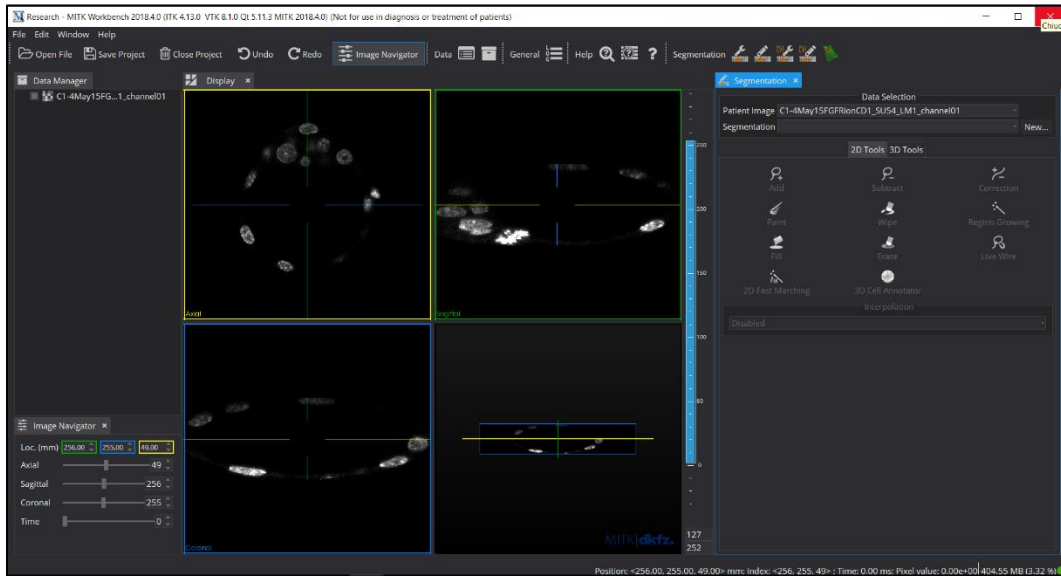 Research - MITK Workbench 2018.4.0 (ITK 4.13.0 VTK 8.1.0 Qt 5.11.3 MITK 2018.4.0) (Not for use in diagnosis or treatment of patients)
Chiudi
File Edit Window Help
Open File Save Project Close Project Undo Redo Image Navigator Data General Help Segmentation
Data Manager
C1-4May15FG...1_channel01
Display
Axial
Sagittal
Coronal
MITK dkfz.
250
200
150
100
50
0
127
252
Segmentation
Data Selection
Patient Image C1-4May15FGFRionCD1_SU54_LM1_channel01
Segmentation New...
2D Tools 3D Tools
Add Subtract Correction
Paint Wipe Region Growing
Fill Erase Live Wire
2D Fast Marching 3D Cell Annotator
Interpolation
Disabled
Image Navigator
Loc. (mm) 256.00 255.00 49.00
Axial 49
Sagittal 256
Coronal 255
Time 0
Position: <256.00, 255.00, 49.00> mm; Index: <256, 255, 49> ; Time: 0.00 ms; Pixel value: 0.00e+00 404.55 MB (3.32 %)